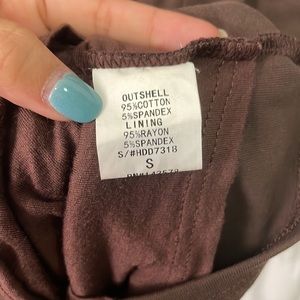 OUTSHELL
95%COTTON
5%SPANDEX
LINING
95%RAYON
5%SPANDEX
S/#HDD7318
S